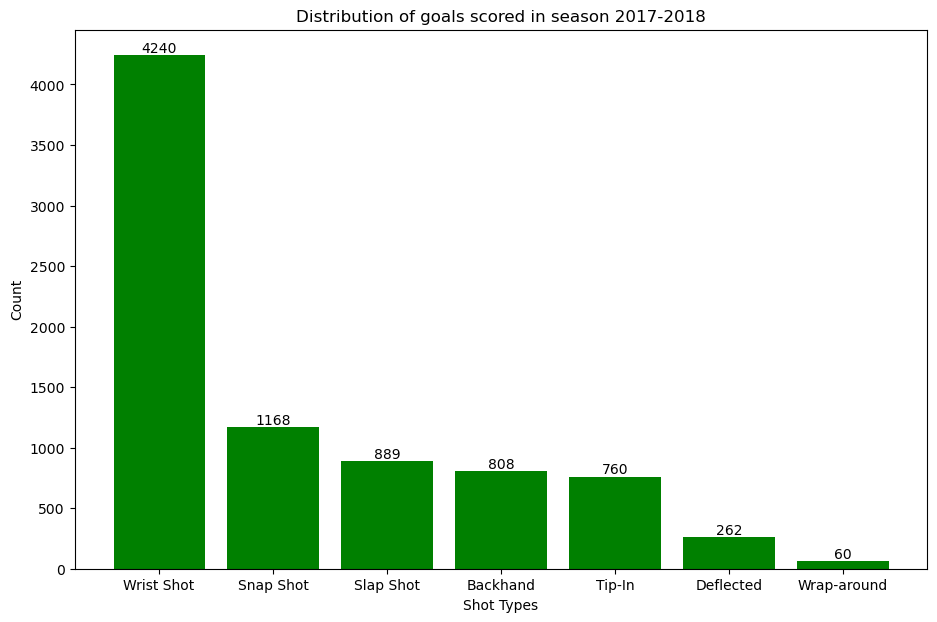 Distribution of goals scored in season 2017-2018
4240
4000
3500
3000
2500
2000
1500
1168
1000
889
808
760
500
262
60
0
Count
Wrist Shot
Snap Shot
Slap Shot
Backhand
Tip-In
Deflected
Wrap-around
Shot Types